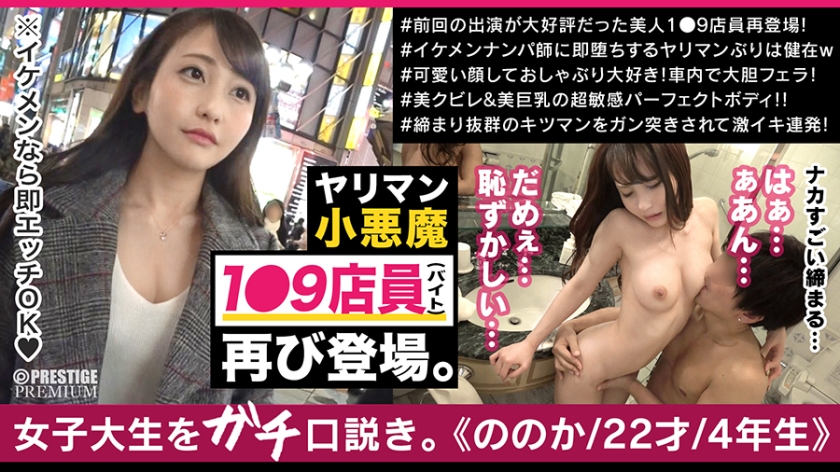 #前回の出演が大好評だった美人1●9店員再登場!
#イケメンナンパ師に即堕ちするヤリマンぶりは健在w
#可愛い顔しておしゃぶり大好き!車内で大胆フェラ!
#美クビレ&美巨乳の超敏感パーフェクトボディ!!
#締まり抜群のキツマンをガン突きされて激イキ連発!
※イケメンなら即エッチOK♥
ヤリマン
小悪魔
1●9店員(バイト)
再び登場。
ナカすごい締まる…
はぁ…
ぁあん…
だめぇ…
恥ずかしい…
PRESTIGE
PREMIUM
女子大生をガチ口説き。《ののか/22才/4年生》